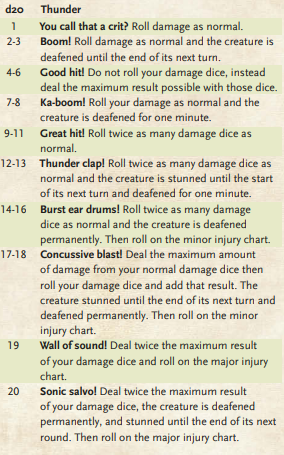 d20 Thunder
1 You call that a crit? Roll damage as normal.
2-3 Boom! Roll damage as normal and the creature is
deafened until the end of its next turn.
4-6 Good hit! Do not roll your damage dice, instead
deal the maximum result possible with those dice.
7-8 Ka-boom! Roll your damage as normal and the
creature is deafened for one minute.
9-11 Great hit! Roll twice as many damage dice as
normal.
12-13 Thunder clap! Roll twice as many damage dice as
normal and the creature is stunned until the start
of its next turn and deafened for one minute.
14-16 Burst ear drums! Roll twice as many damage
dice as normal and the creature is deafened
permanently. Then roll on the minor injury chart.
17-18 Concussive blast! Deal the maximum amount
of damage from your normal damage dice then
roll your damage dice and add that result. The
creature stunned until the end of its next turn and
deafened permanently. Then roll on the minor
injury chart.
19 Wall of sound! Deal twice the maximum result
of your damage dice and roll on the major injury
chart.
20 Sonic salvo! Deal twice the maximum result
of your damage dice, the creature is deafened
permanently, and stunned until the end of its next
round. Then roll on the major injury chart.